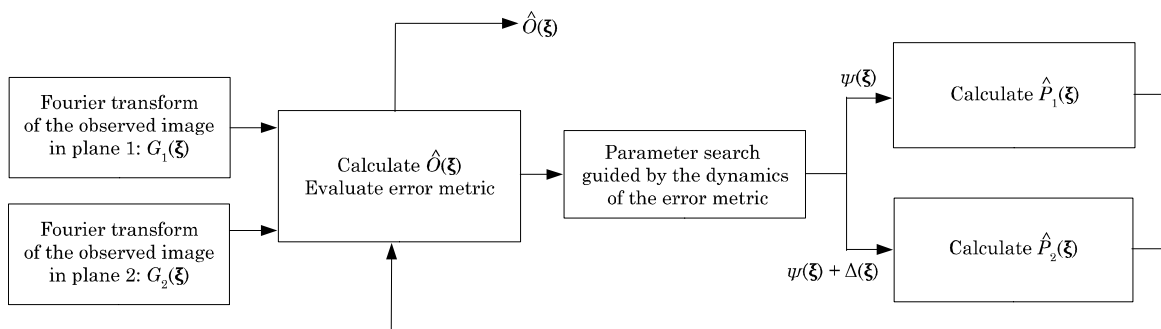 Ô(ξ)
Fourier transform
of the observed image
in plane 1: G₁(ξ)
Fourier transform
of the observed image
in plane 2: G₂(ξ)
Calculate Ô(ξ)
Evaluate error metric
Parameter search
guided by the dynamics
of the error metric
ψ(ξ)
Calculate P̂₁(ξ)
ψ(ξ) + Δ(ξ)
Calculate P̂₂(ξ)